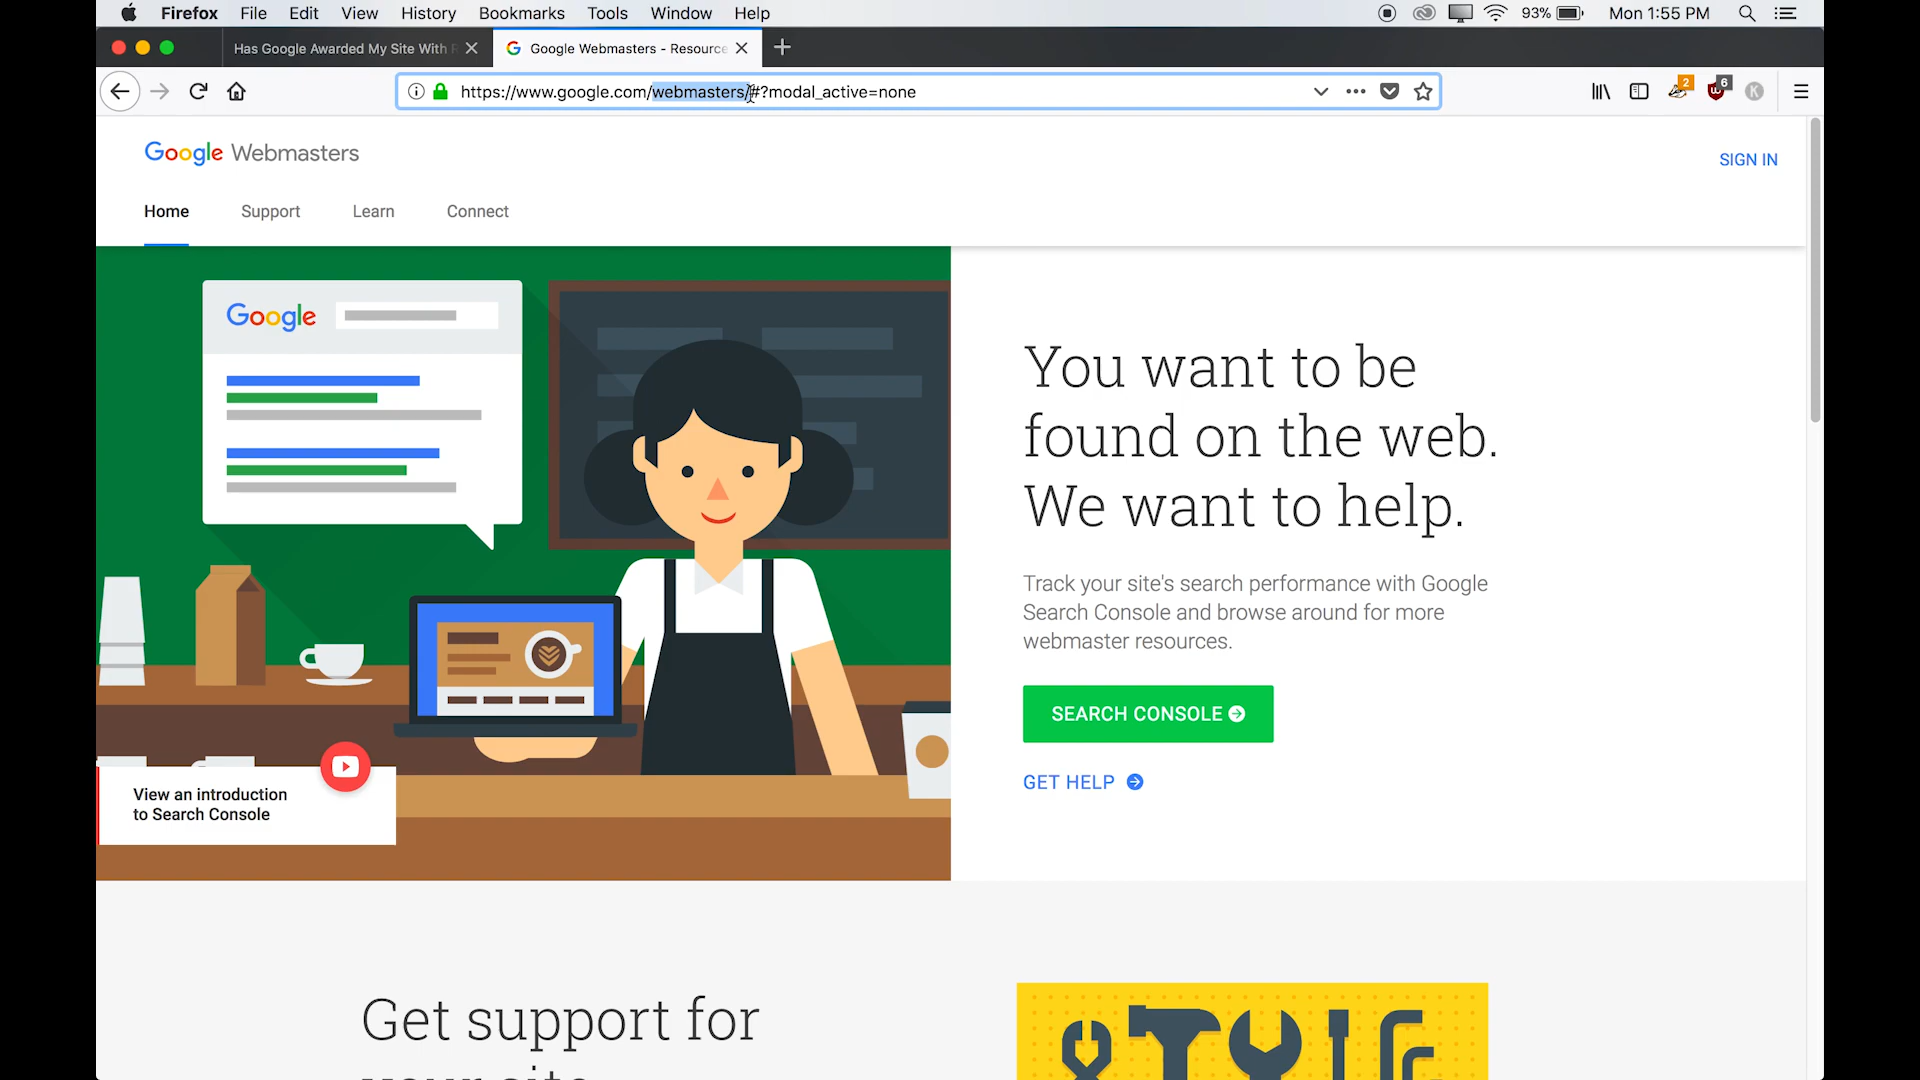 Firefox File Edit View History Bookmarks Tools Window Help 93% Mon 1:55 PM
Has Google Awarded My Site With
Google Webmasters - Resource
https://www.google.com/webmasters/#?modal_active=none
2
6
K
Google Webmasters
SIGN IN
Home Support Learn Connect
Google
You want to be
found on the web.
We want to help.
Track your site's search performance with Google
Search Console and browse around for more
webmaster resources.
SEARCH CONSOLE
GET HELP
View an introduction
to Search Console
Get support for
your site